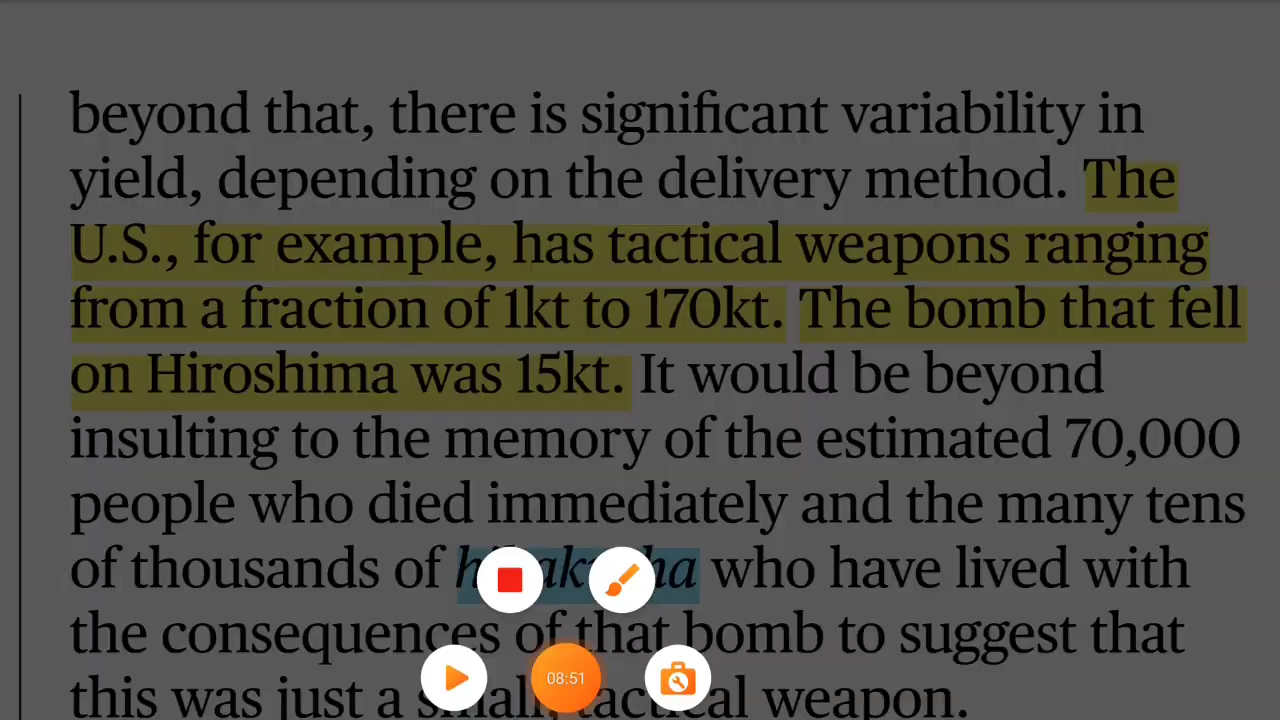 beyond that, there is significant variability in
yield, depending on the delivery method. The
U.S., for example, has tactical weapons ranging
from a fraction of 1kt to 170kt. The bomb that fell
on Hiroshima was 15kt. It would be beyond
insulting to the memory of the estimated 70,000
people who died immediately and the many tens
of thousands of who have lived with
the consequences of that bomb to suggest that
this was just a small, tactical weapon.
08:51